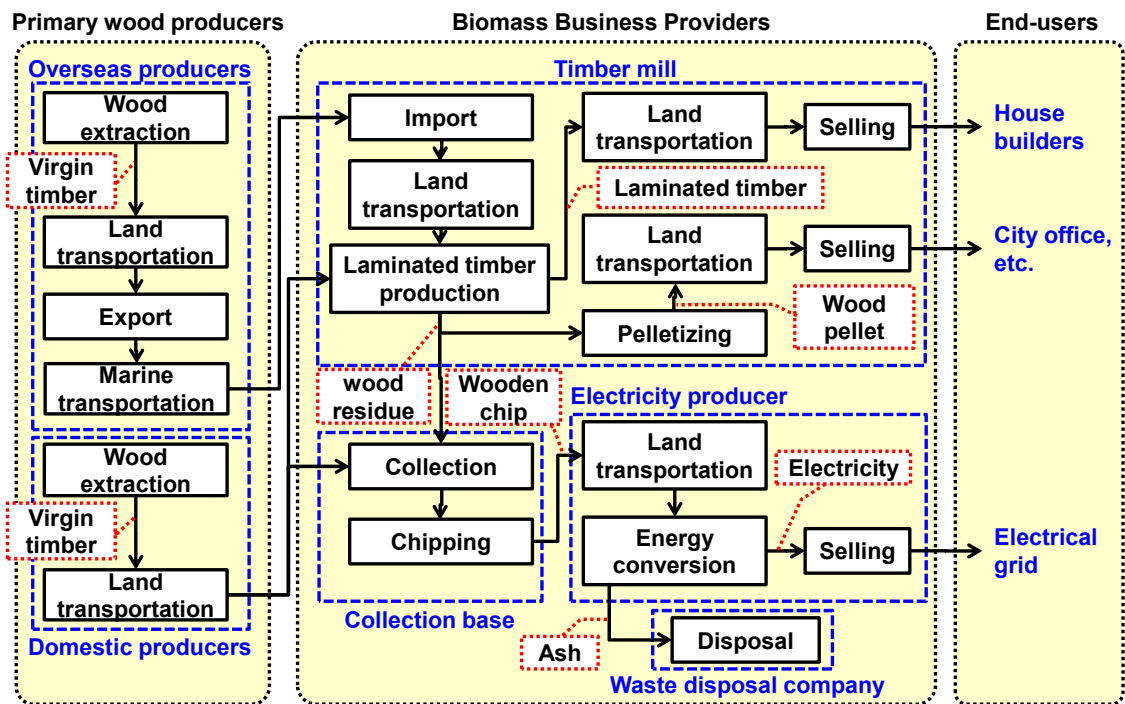 Primary wood producers
Biomass Business Providers
End-users
Overseas producers
Wood
extraction
Virgin
timber
Land
transportation
Export
Marine
transportation
Wood
extraction
Virgin
timber
Land
transportation
Domestic producers
Timber mill
Import
Land
transportation
Laminated timber
production
Land
transportation
Selling
Laminated timber
Land
transportation
Selling
Wood
pellet
Pelletizing
wood
residue
Wooden
chip
Collection
Chipping
Collection base
Electricity producer
Land
transportation
Electricity
Energy
conversion
Selling
Ash
Disposal
Waste disposal company
House
builders
City office,
etc.
Electrical
grid